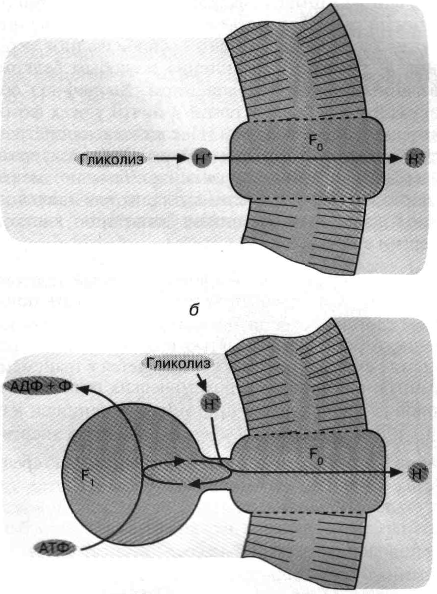 Гликолиз H⁺ F₀ H⁺
б
Гликолиз
АДФ + Ф
H⁺
F₁ F₀ H⁺
АТФ